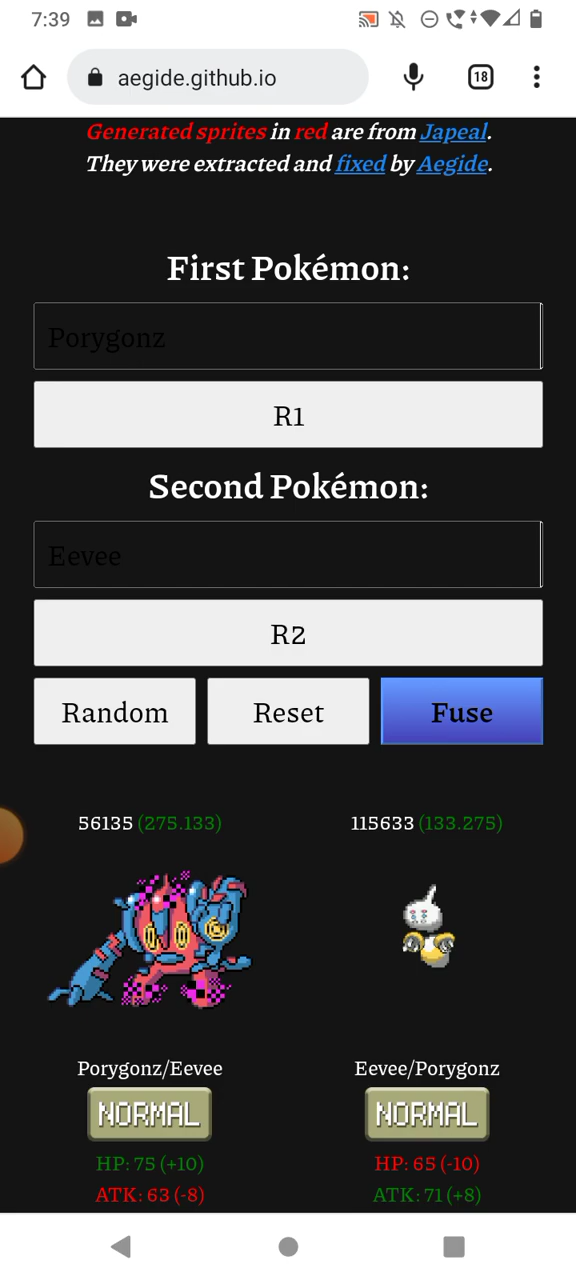 7:39
aegide.github.io
18
Generated sprites in red are from Japeal.
They were extracted and fixed by Aegide.
First Pokémon:
Porygonz
R1
Second Pokémon:
Eevee
R2
Random Reset Fuse
56135 (275.133) 115633 (133.275)
Porygonz/Eevee Eevee/Porygonz
NORMAL NORMAL
HP: 75 (+10) HP: 65 (-10)
ATK: 63 (-8) ATK: 71 (+8)